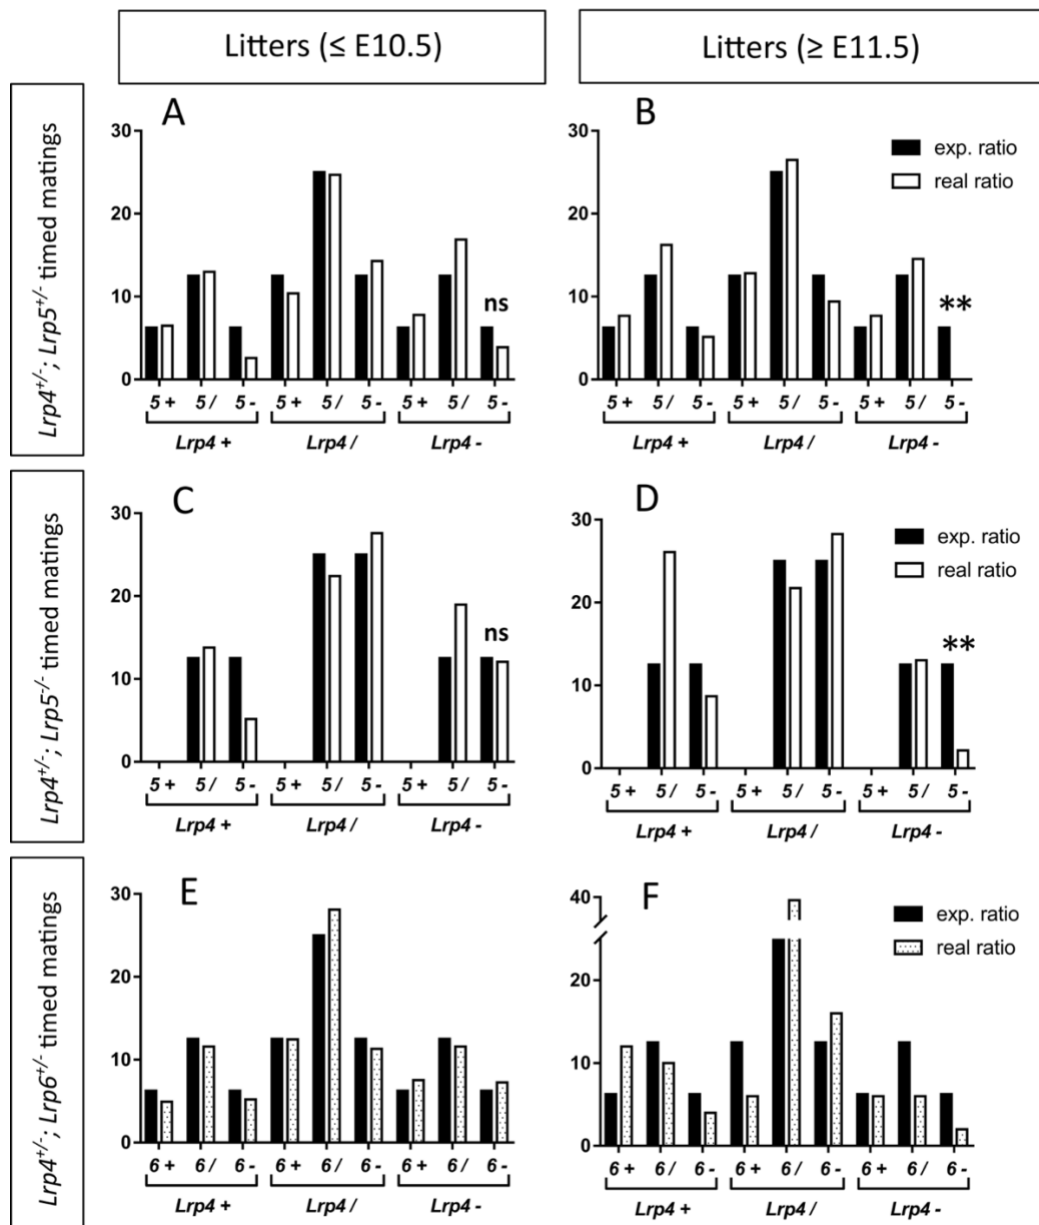 Litters (≤ E10.5)
Litters (≥ E11.5)
Lrp4+/-; Lrp5+/- timed matings
A
30
20
10
0
ns
5 + 5 / 5 - 5 + 5 / 5 - 5 + 5 / 5 -
Lrp4 + Lrp4 / Lrp4 -
B
30
20
10
0
exp. ratio
real ratio
**
5 + 5 / 5 - 5 + 5 / 5 - 5 + 5 / 5 -
Lrp4 + Lrp4 / Lrp4 -
Lrp4+/-; Lrp5-/- timed matings
C
30
20
10
0
ns
5 + 5 / 5 - 5 + 5 / 5 - 5 + 5 / 5 -
Lrp4 + Lrp4 / Lrp4 -
D
30
20
10
0
exp. ratio
real ratio
**
5 + 5 / 5 - 5 + 5 / 5 - 5 + 5 / 5 -
Lrp4 + Lrp4 / Lrp4 -
Lrp4+/-; Lrp6+/- timed matings
E
30
20
10
0
6 + 6 / 6 - 6 + 6 / 6 - 6 + 6 / 6 -
Lrp4 + Lrp4 / Lrp4 -
F
40
20
10
0
exp. ratio
real ratio
6 + 6 / 6 - 6 + 6 / 6 - 6 + 6 / 6 -
Lrp4 + Lrp4 / Lrp4 -